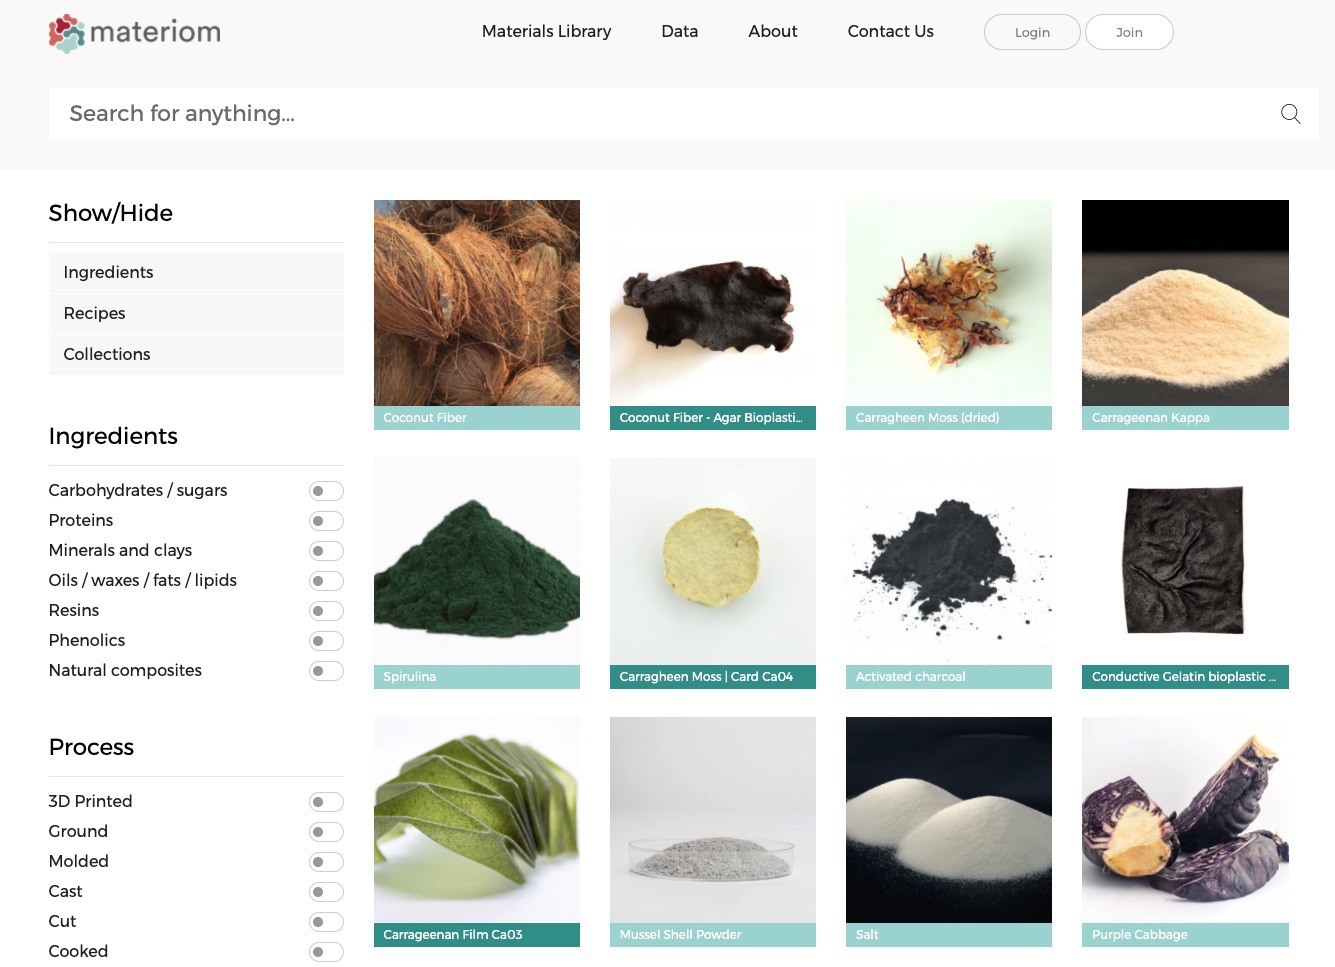 materiom
Materials Library
Data
About
Contact Us
Login
Join
Search for anything...
Show/Hide
Ingredients
Recipes
Collections
Ingredients
Carbohydrates / sugars
Proteins
Minerals and clays
Oils / waxes / fats / lipids
Resins
Phenolics
Natural composites
Process
3D Printed
Ground
Molded
Cast
Cut
Cooked
Coconut Fiber
Coconut Fiber - Agar Bioplasti...
Carragheen Moss (dried)
Carrageenan Kappa
Spirulina
Carragheen Moss | Card Ca04
Activated charcoal
Conductive Gelatin bioplastic ...
Carrageenan Film Ca03
Mussel Shell Powder
Salt
Purple Cabbage